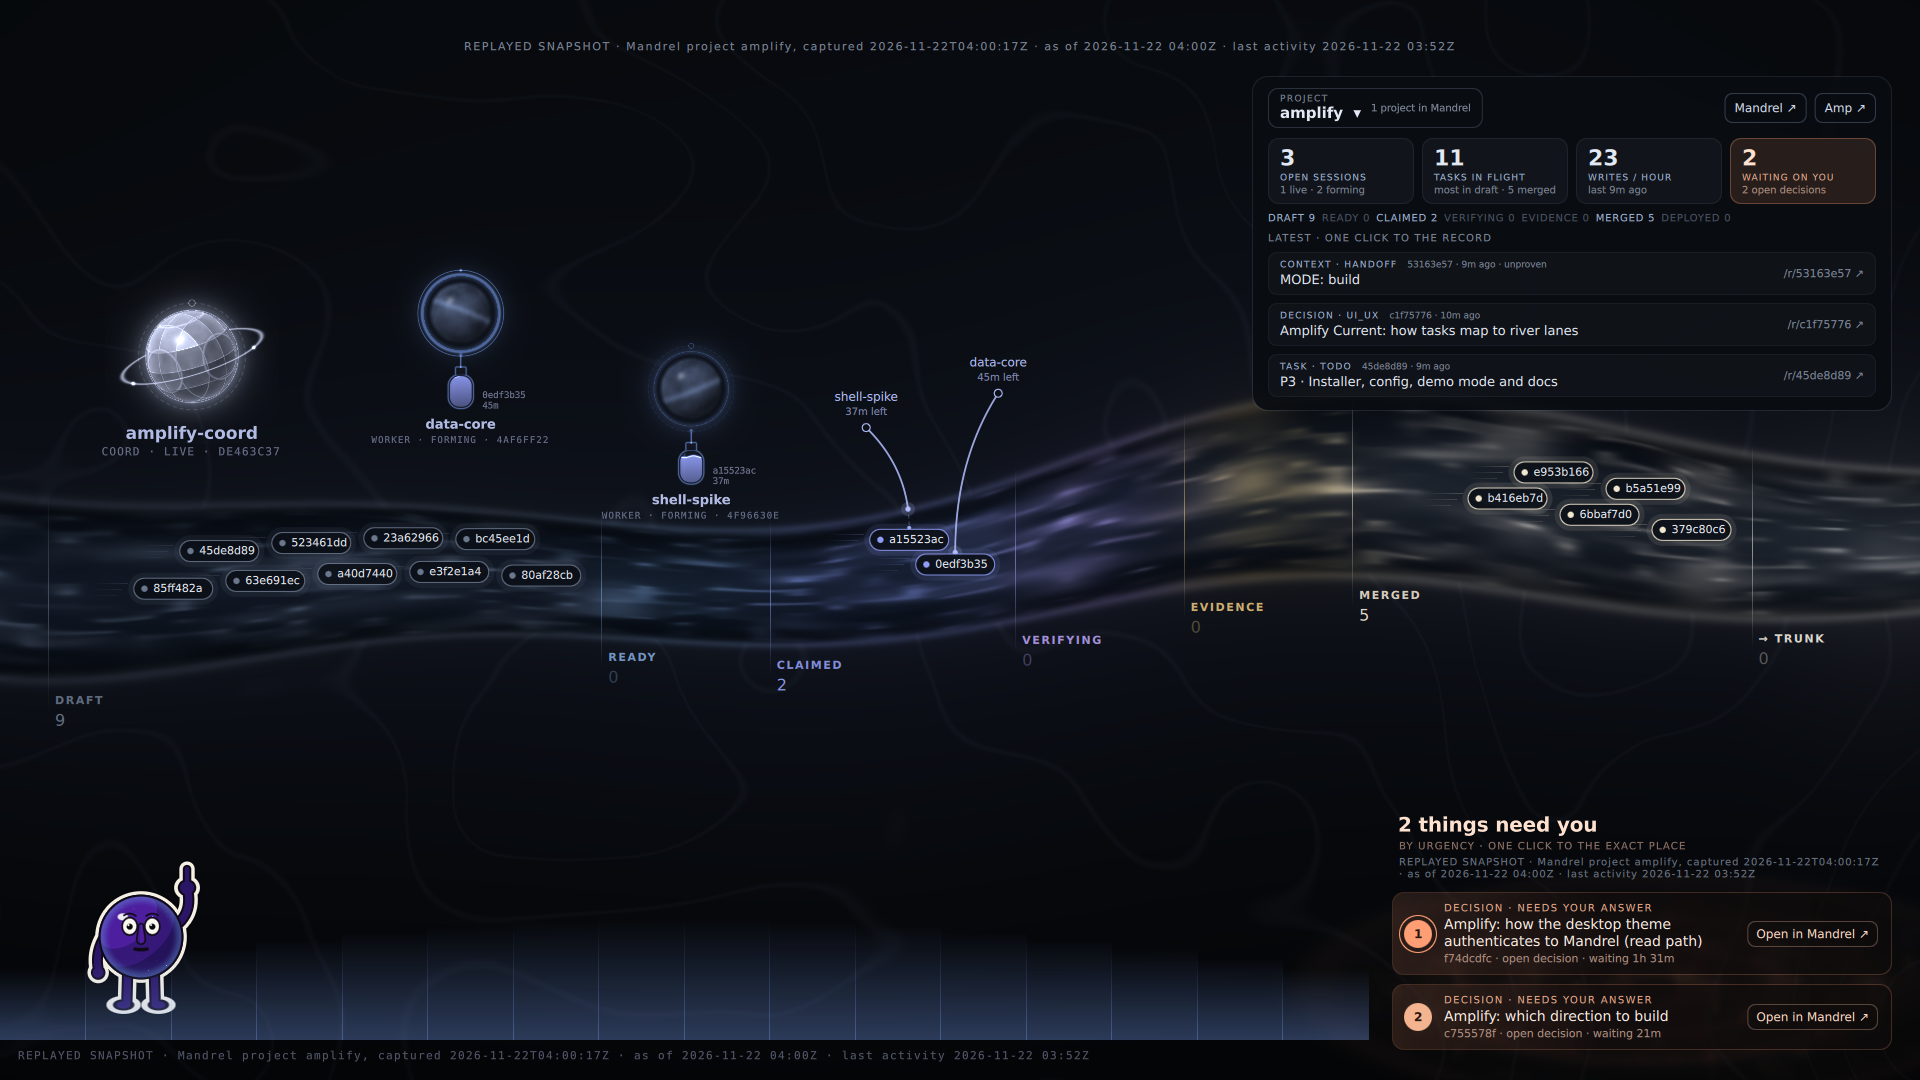 REPLAYED SNAPSHOT · Mandrel project amplify, captured 2026-11-22T04:00:17Z · as of 2026-11-22 04:00Z · last activity 2026-11-22 03:52Z
PROJECT
amplify ▼ 1 project in Mandrel
Mandrel ↗
Amp ↗
3
OPEN SESSIONS
1 live · 2 forming
11
TASKS IN FLIGHT
most in draft · 5 merged
23
WRITES / HOUR
last 9m ago
2
WAITING ON YOU
2 open decisions
DRAFT 9 READY 0 CLAIMED 2 VERIFYING 0 EVIDENCE 0 MERGED 5 DEPLOYED 0
LATEST · ONE CLICK TO THE RECORD
CONTEXT · HANDOFF 53163e57 · 9m ago · unproven
MODE: build
/r/53163e57 ↗
DECISION · UI_UX c1f75776 · 10m ago
Amplify Current: how tasks map to river lanes
/r/c1f75776 ↗
TASK · TODO 45de8d89 · 9m ago
P3 · Installer, config, demo mode and docs
/r/45de8d89 ↗
amplify-coord
COORD · LIVE · DE463C37
0edf3b35
45m
data-core
WORKER · FORMING · 4AF6FF22
a15523ac
37m
shell-spike
WORKER · FORMING · 4F96630E
shell-spike
37m left
data-core
45m left
45de8d89
523461dd
23a62966
bc45ee1d
85ff482a
63e691ec
a40d7440
e3f2e1a4
80af28cb
a15523ac
0edf3b35
e953b166
b416eb7d
b5a51e99
6bbaf7d0
379c80c6
DRAFT
9
READY
0
CLAIMED
2
VERIFYING
0
EVIDENCE
0
MERGED
5
→ TRUNK
0
2 things need you
BY URGENCY · ONE CLICK TO THE EXACT PLACE
REPLAYED SNAPSHOT · Mandrel project amplify, captured 2026-11-22T04:00:17Z
· as of 2026-11-22 04:00Z · last activity 2026-11-22 03:52Z
1
DECISION · NEEDS YOUR ANSWER
Amplify: how the desktop theme
authenticates to Mandrel (read path)
f74dcdfc · open decision · waiting 1h 31m
Open in Mandrel ↗
2
DECISION · NEEDS YOUR ANSWER
Amplify: which direction to build
c755578f · open decision · waiting 21m
Open in Mandrel ↗
REPLAYED SNAPSHOT · Mandrel project amplify, captured 2026-11-22T04:00:17Z · as of 2026-11-22 04:00Z · last activity 2026-11-22 03:52Z